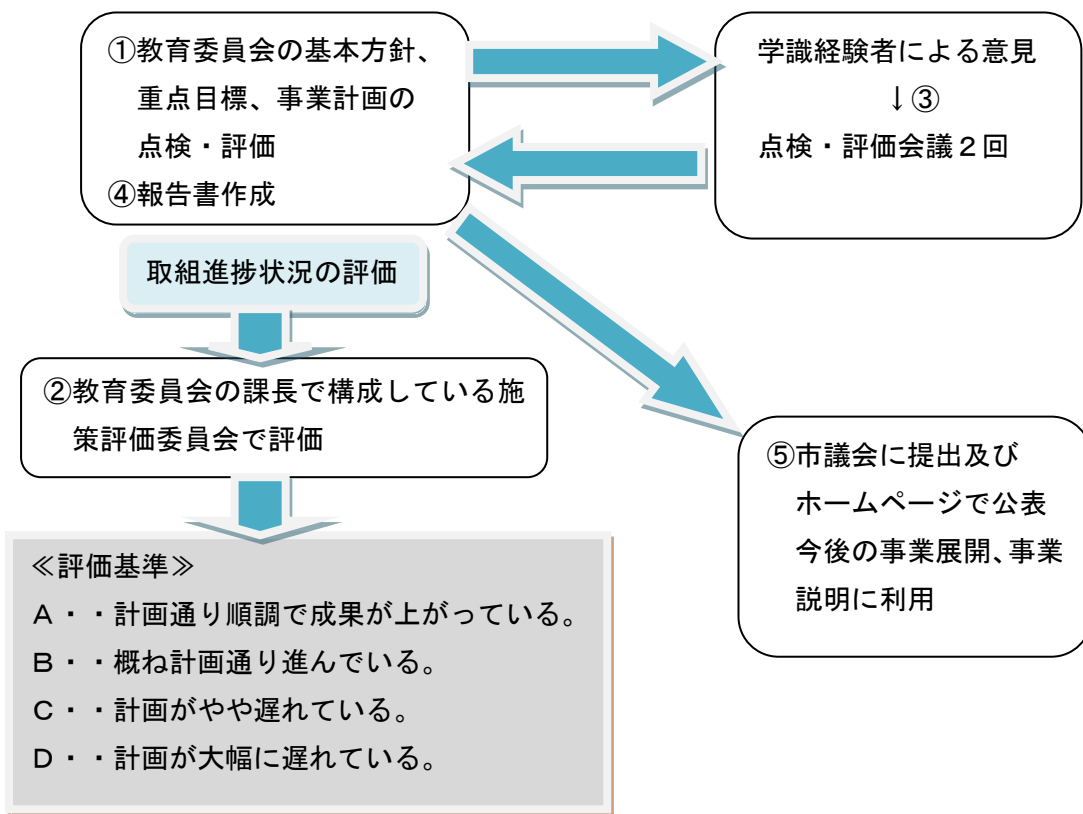 ①教育委員会の基本方針、
重点目標、事業計画の
点検・評価
④報告書作成
学識経験者による意見
↓③
点検・評価会議２回
取組進捗状況の評価
②教育委員会の課長で構成している施
策評価委員会で評価
⑤市議会に提出及び
ホームページで公表
今後の事業展開、事業
説明に利用
≪評価基準≫
Ａ・・計画通り順調で成果が上がっている。
Ｂ・・概ね計画通り進んでいる。
Ｃ・・計画がやや遅れている。
Ｄ・・計画が大幅に遅れている。